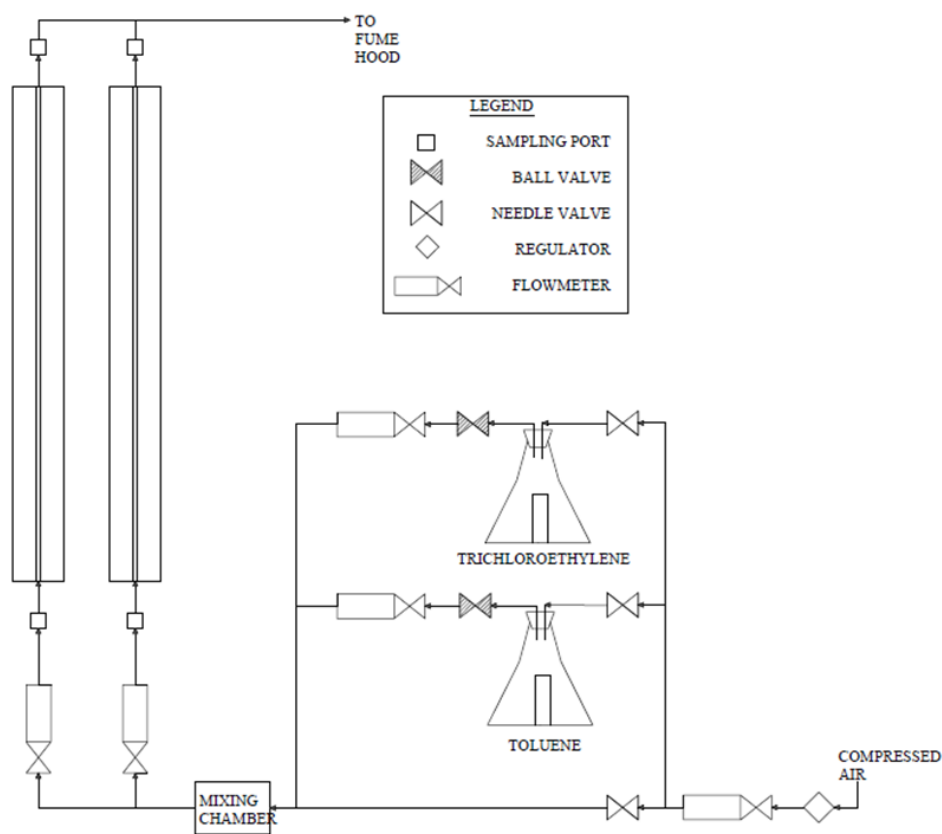 TO
FUME
HOOD
LEGEND
SAMPLING PORT
BALL VALVE
NEEDLE VALVE
REGULATOR
FLOWMETER
TRICHLOROETHYLENE
TOLUENE
COMPRESSED
AIR
MIXING
CHAMBER